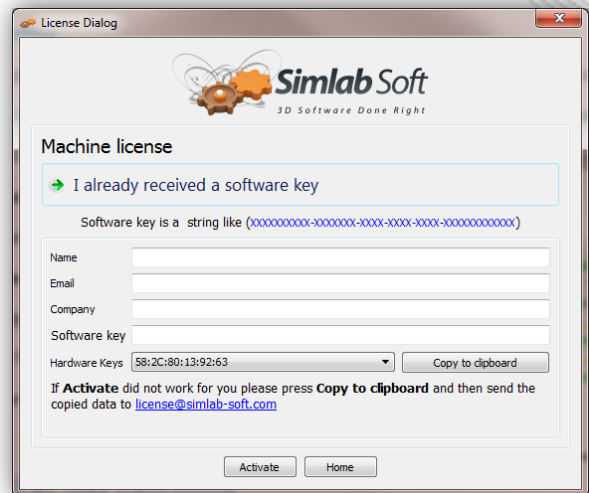 License Dialog
Simlab Soft
3D Software Done Right
Machine license
I already received a software key
Software key is a string like (xxxxxxxxxx-xxxxxxx-xxxx-xxxx-xxxx-xxxxxxxxxxxx)
Name
Email
Company
Software key
Hardware Keys 58:2C:80:13:92:63 Copy to clipboard
If Activate did not work for you please press Copy to clipboard and then send the
copied data to license@simlab-soft.com
Activate Home